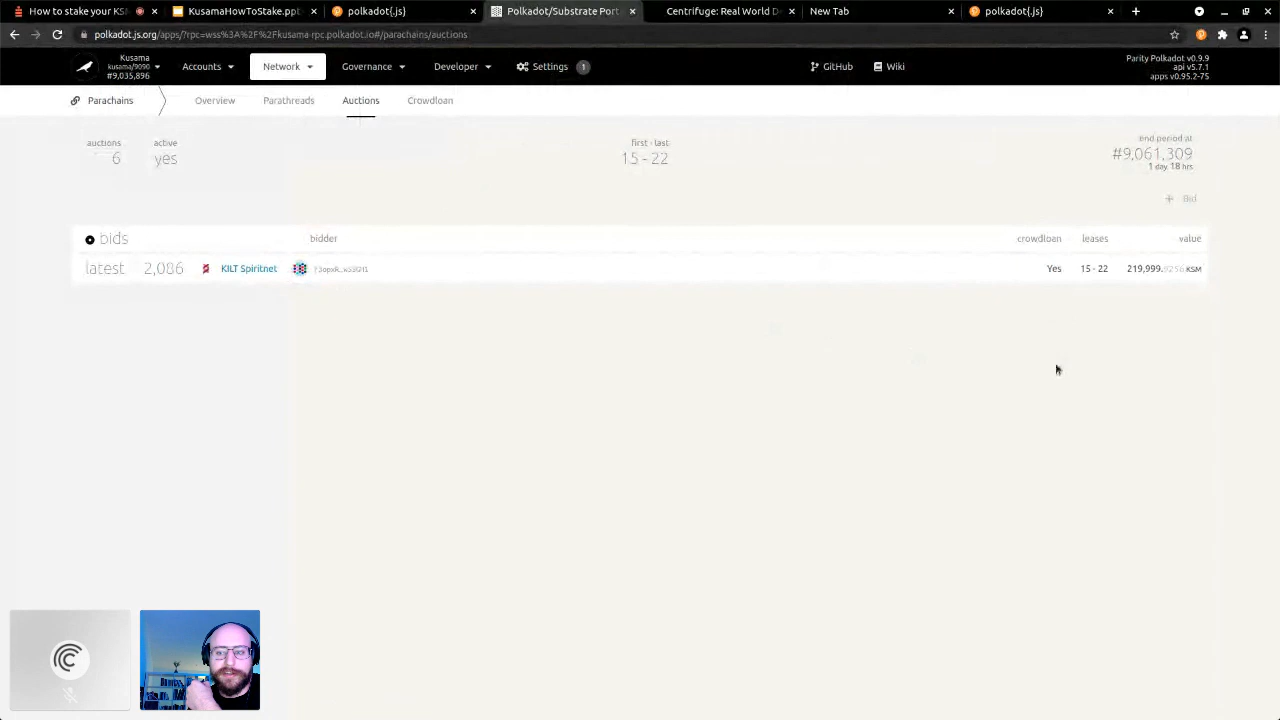 How to stake your KSM
KusamaHowToStake.ppt
polkadot{.js}
Polkadot/Substrate Port
Centrifuge: Real World D
New Tab
polkadot{.js}
polkadot.js.org/apps/?rpc=wss%3A%2F%2Fkusama-rpc.polkadot.io#/parachains/auctions
Kusama
kusama/9090
#9,035,896
Accounts
Network
Governance
Developer
Settings 1
GitHub
Wiki
Parity Polkadot v0.9.9
api v5.7.1
apps v0.95.2-75
Parachains
Overview
Parathreads
Auctions
Crowdloan
auctions
6
active
yes
first - last
15 - 22
end period at
#9,061,309
1 day 18 hrs
+ Bid
bids bidder crowdloan leases value
latest 2,086 KILT Spiritnet Yes 15 - 22 219,999.9256 KSM